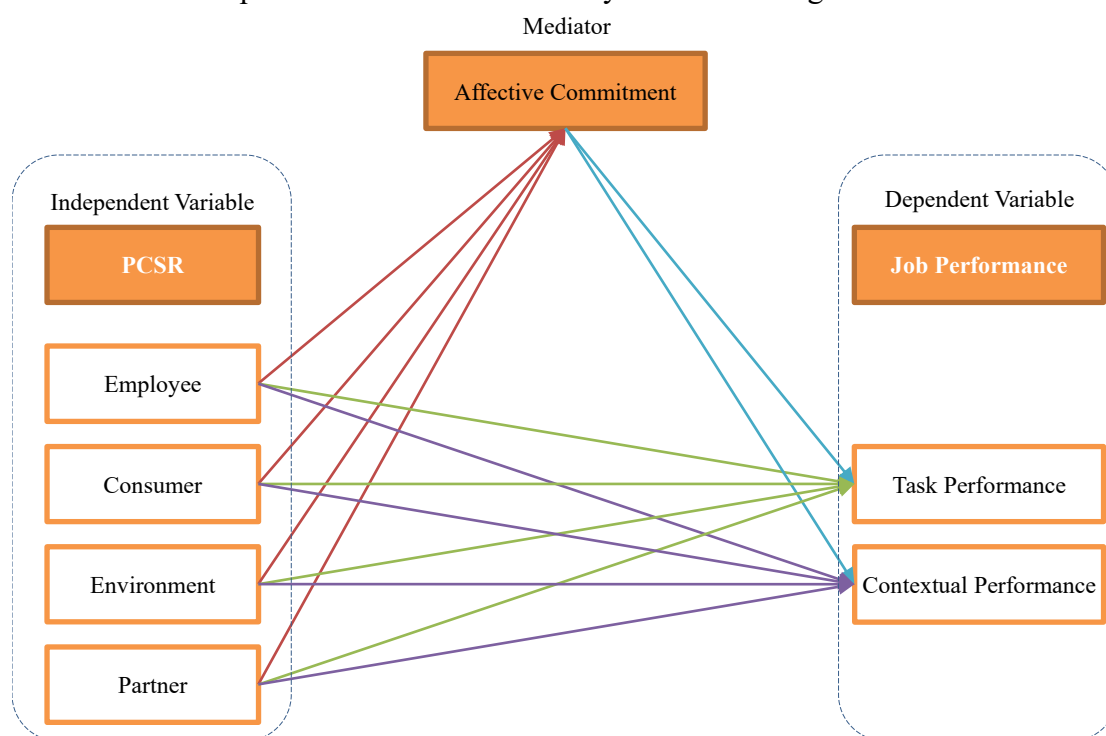 Mediator
Affective Commitment
Independent Variable
PCSR
Employee
Consumer
Environment
Partner
Dependent Variable
Job Performance
Task Performance
Contextual Performance